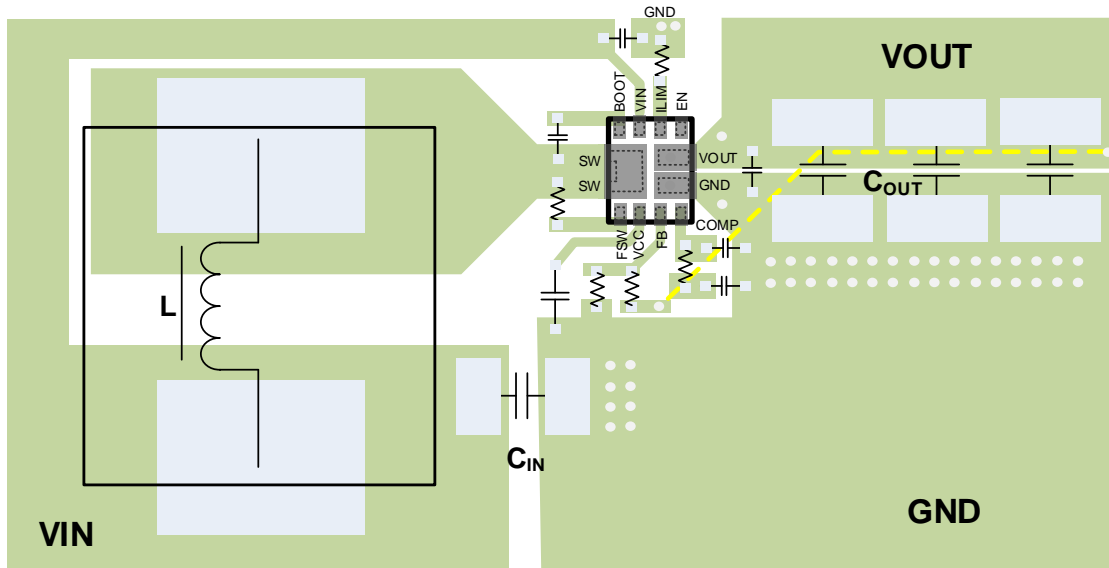 GND
VOUT
BOOT
VIN
ILIM
EN
SW
VOUT
SW
GND
COUT
FSW
VCC
FB
COMP
L
CIN
VIN
GND